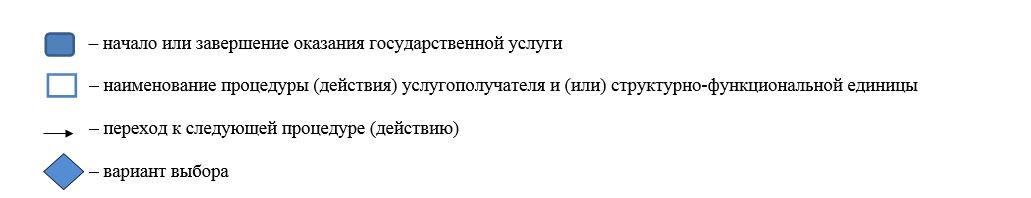 – начало или завершение оказания государственной услуги
– наименование процедуры (действия) услугополучателя и (или) структурно-функциональной единицы
– переход к следующей процедуре (действию)
– вариант выбора